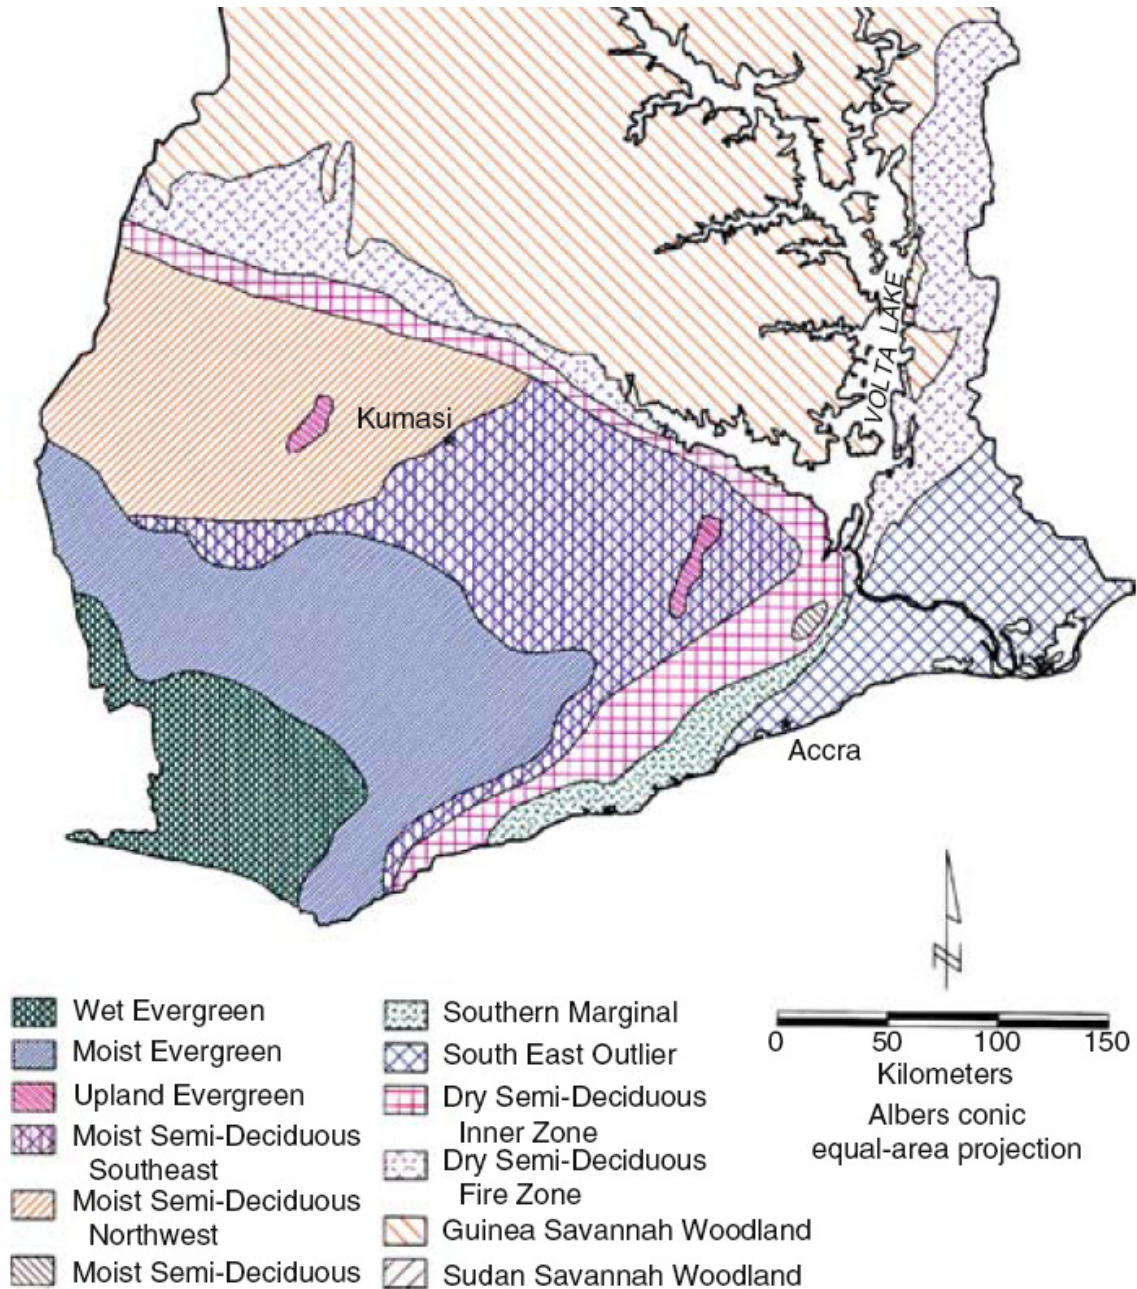 VOLTA LAKE
Kumasi
Accra
Wet Evergreen
Moist Evergreen
Upland Evergreen
Moist Semi-Deciduous
Southeast
Moist Semi-Deciduous
Northwest
Moist Semi-Deciduous
Southern Marginal
South East Outlier
Dry Semi-Deciduous
Inner Zone
Dry Semi-Deciduous
Fire Zone
Guinea Savannah Woodland
Sudan Savannah Woodland
N
0 50 100 150
Kilometers
Albers conic
equal-area projection